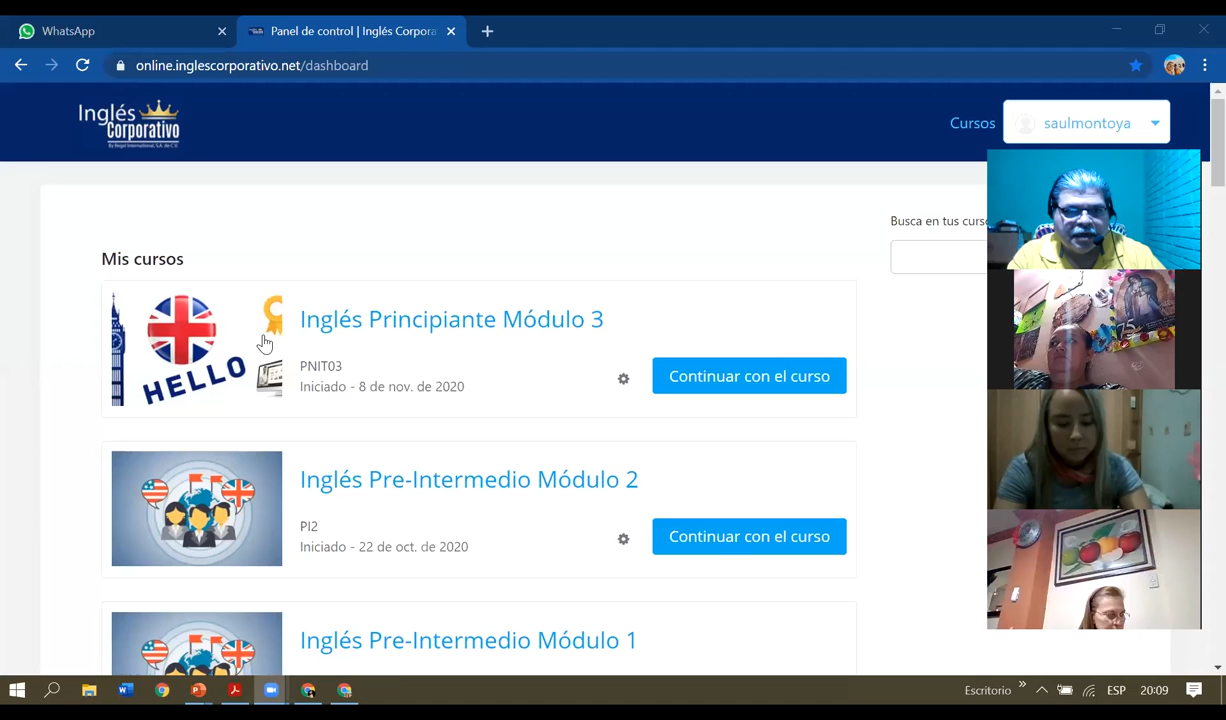 WhatsApp
Panel de control | Inglés Corpora
online.inglescorporativo.net/dashboard
Inglés
Corporativo
Cursos
saulmontoya
Busca en tus curso
Mis cursos
HELLO
Inglés Principiante Módulo 3
PNIT03
Iniciado - 8 de nov. de 2020
Continuar con el curso
Inglés Pre-Intermedio Módulo 2
PI2
Iniciado - 22 de oct. de 2020
Continuar con el curso
Inglés Pre-Intermedio Módulo 1
75
Escritorio
ESP
20:09